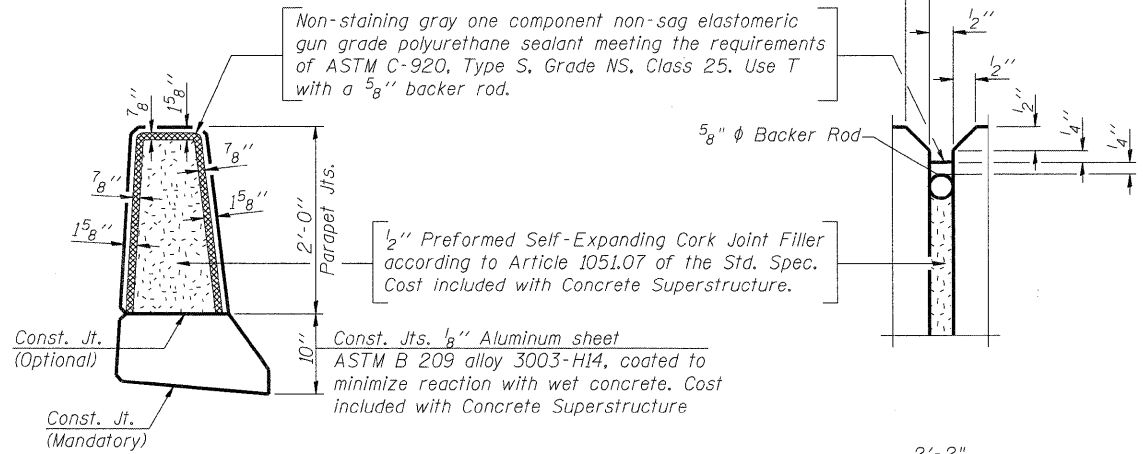 Non-staining gray one component non-sag elastomeric
gun grade polyurethane sealant meeting the requirements
of ASTM C-920, Type S, Grade NS, Class 25. Use T
with a 5/8" backer rod.
1/2"
1/2"
1/2"
1/4"
1/4"
5/8" φ Backer Rod
7/8"
1 5/8"
7/8"
7/8"
1 5/8"
1 5/8"
2'-0"
Parapet Jts.
1/2" Preformed Self-Expanding Cork Joint Filler
according to Article 1051.07 of the Std. Spec.
Cost included with Concrete Superstructure.
Const. Jt.
(Optional)
10"
Const. Jts. 1/8" Aluminum sheet
ASTM B 209 alloy 3003-H14, coated to
minimize reaction with wet concrete. Cost
included with Concrete Superstructure
Const. Jt.
(Mandatory)